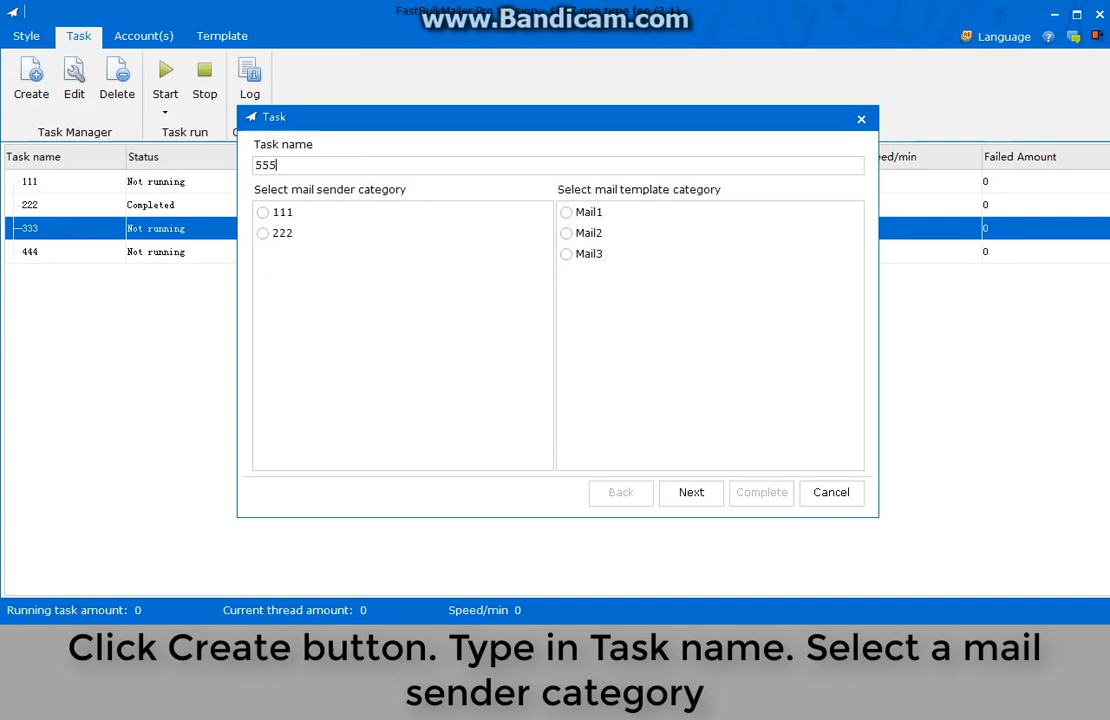 FastBulkMailer Pro
www.Bandicam.com
Style Task Account(s) Template Language
Create Edit Delete Start Stop Log
Task Manager Task run
Task
Task name Status eed/min Failed Amount
111 Not running 0
222 Completed 0
333 Not running 0
444 Not running 0
Task name
555
Select mail sender category Select mail template category
111 Mail1
222 Mail2
Mail3
Back Next Complete Cancel
Running task amount: 0 Current thread amount: 0 Speed/min 0
Click Create button. Type in Task name. Select a mail
sender category